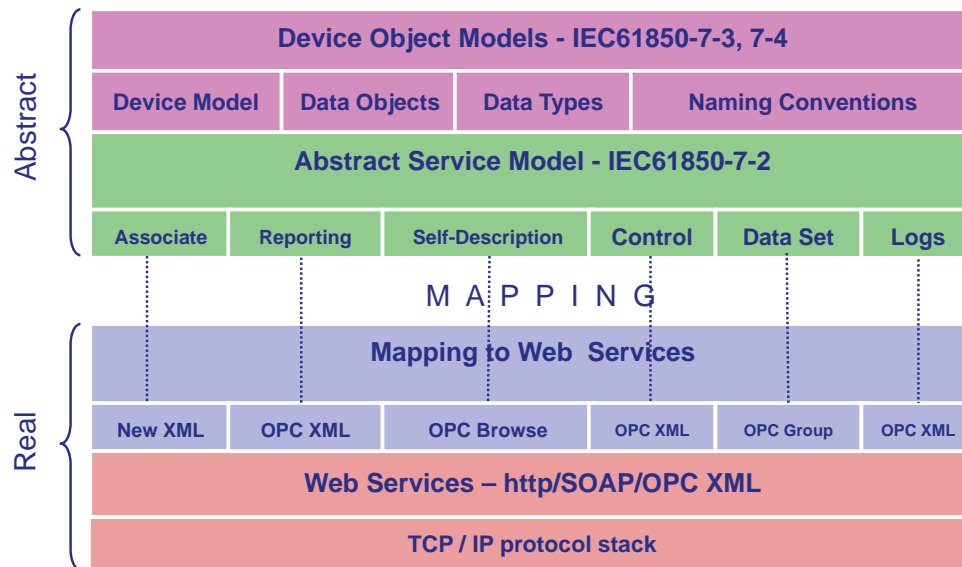 Abstract
Device Object Models - IEC61850-7-3, 7-4
Device Model
Data Objects
Data Types
Naming Conventions
Abstract Service Model - IEC61850-7-2
Associate
Reporting
Self-Description
Control
Data Set
Logs
M A P P I N G
Real
Mapping to Web Services
New XML
OPC XML
OPC Browse
OPC XML
OPC Group
OPC XML
Web Services – http/SOAP/OPC XML
TCP / IP protocol stack